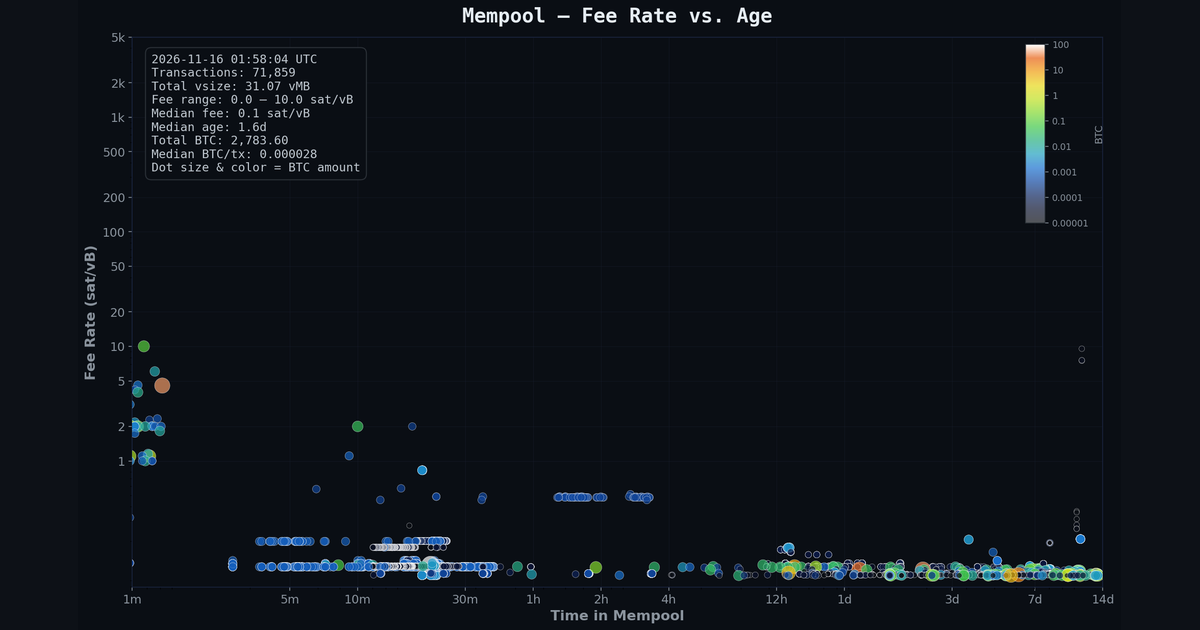 Mempool — Fee Rate vs. Age
2026-11-16 01:58:04 UTC
Transactions: 71,859
Total vsize: 31.07 vMB
Fee range: 0.0 – 10.0 sat/vB
Median fee: 0.1 sat/vB
Median age: 1.6d
Total BTC: 2,783.60
Median BTC/tx: 0.000028
Dot size & color = BTC amount
100
10
1
0.1
0.01
0.001
0.0001
0.00001
BTC
Fee Rate (sat/vB)
5k
2k
1k
500
200
100
50
20
10
5
2
1
1m
5m
10m
30m
1h
2h
4h
12h
1d
3d
7d
14d
Time in Mempool